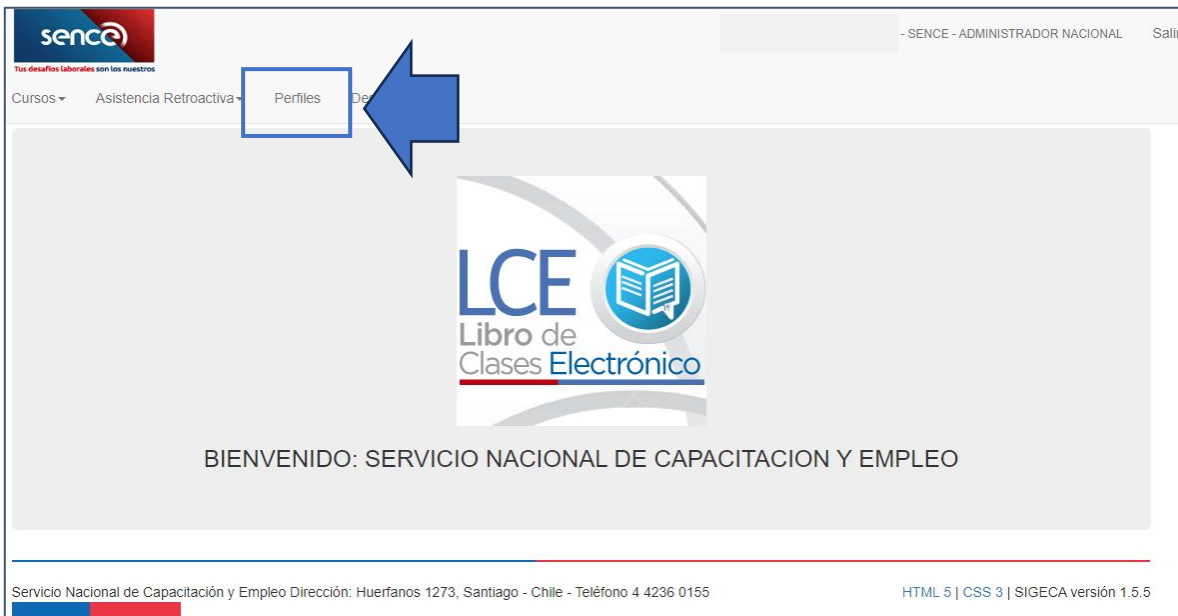 sence
Tus desafíos laborales son los nuestros
- SENCE - ADMINISTRADOR NACIONAL
Salir
Cursos
Asistencia Retroactiva
Perfiles
LCE
Libro de
Clases Electrónico
BIENVENIDO: SERVICIO NACIONAL DE CAPACITACION Y EMPLEO
Servicio Nacional de Capacitación y Empleo Dirección: Huerfanos 1273, Santiago - Chile - Teléfono 4 4236 0155
HTML 5 | CSS 3 | SIGECA versión 1.5.5